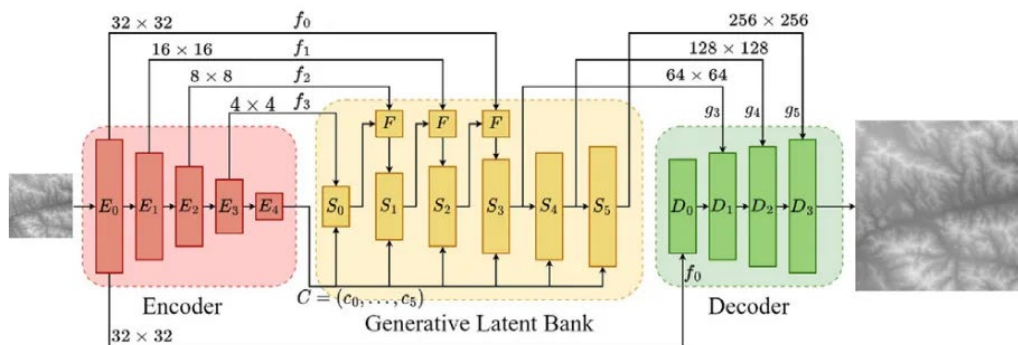 32 × 32 f₀ 256 × 256
16 × 16 f₁ 128 × 128
8 × 8 f₂ 64 × 64
4 × 4 f₃ g₃ g₄ g₅
F F F
E₀ E₁ E₂ E₃ E₄ S₀ S₁ S₂ S₃ S₄ S₅ D₀ D₁ D₂ D₃
f₀
C = (c₀, . . . , c₅)
Encoder Generative Latent Bank Decoder
32 × 32